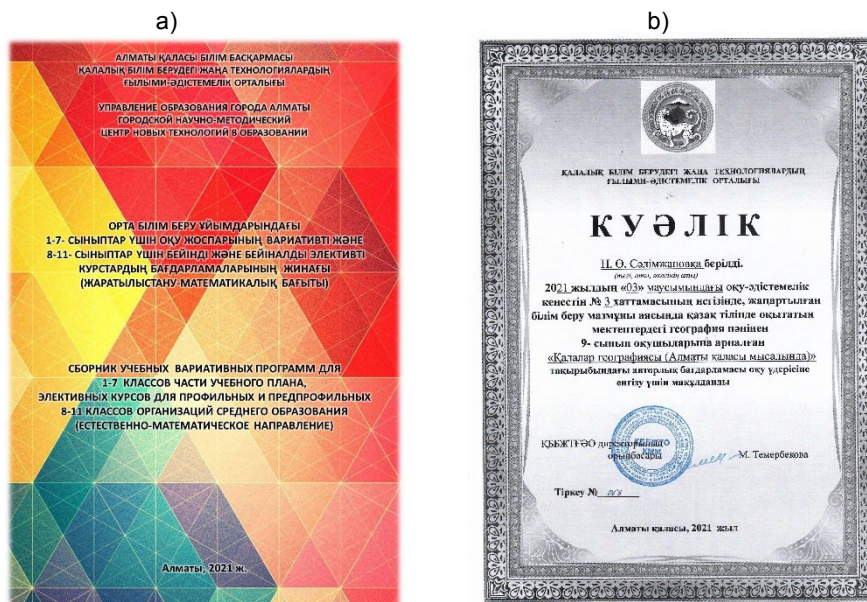 a)
АЛМАТЫ ҚАЛАСЫ БІЛІМ БАСҚАРМАСЫ
ҚАЛАЛЫҚ БІЛІМ БЕРУДЕГІ ЖАҢА ТЕХНОЛОГИЯЛАРДЫҢ
ҒЫЛЫМИ-ӘДІСТЕМЕЛІК ОРТАЛЫҒЫ
УПРАВЛЕНИЕ ОБРАЗОВАНИЯ ГОРОДА АЛМАТЫ
ГОРОДСКОЙ НАУЧНО-МЕТОДИЧЕСКИЙ
ЦЕНТР НОВЫХ ТЕХНОЛОГИЙ В ОБРАЗОВАНИИ
ОРТА БІЛІМ БЕРУ ҰЙЫМДАРЫНДАҒЫ
1-7- СЫНЫПТАР ҮШІН ОҚУ ЖОСПАРЫНЫҢ ВАРИАТИВТІ ЖӘНЕ
8-11- СЫНЫПТАР ҮШІН БЕЙІНДІ ЖӘНЕ БЕЙІНАЛДЫ ЭЛЕКТИВТІ
КУРСТАРДЫҢ БАҒДАРЛАМАЛАРЫНЫҢ ЖИНАҒЫ
(ЖАРАТЫЛЫСТАНУ-МАТЕМАТИКАЛЫҚ БАҒЫТЫ)
СБОРНИК УЧЕБНЫХ ВАРИАТИВНЫХ ПРОГРАММ ДЛЯ
1-7 КЛАССОВ ЧАСТИ УЧЕБНОГО ПЛАНА,
ЭЛЕКТИВНЫХ КУРСОВ ДЛЯ ПРОФИЛЬНЫХ И ПРЕДПРОФИЛЬНЫХ
8-11 КЛАССОВ ОРГАНИЗАЦИЙ СРЕДНЕГО ОБРАЗОВАНИЯ
(ЕСТЕСТВЕННО-МАТЕМАТИЧЕСКОЕ НАПРАВЛЕНИЕ)
Алматы, 2021 ж.
b)
ҚАЛАЛЫҚ БІЛІМ БЕРУДЕГІ ЖАҢА ТЕХНОЛОГИЯЛАРДЫҢ
ҒЫЛЫМИ-ӘДІСТЕМЕЛІК ОРТАЛЫҒЫ
КУӘЛІК
Н. Ө. Сәлімжановқа берілді.
(тегі, аты, әкесінің аты)
2021 жылдың «03» маусымындағы оқу-әдістемелік
кеңестің № 3 хаттамасының негізінде, жаңартылған
білім беру мазмұны аясында қазақ тілінде оқытатын
мектептердегі география пәнінен
9- сынып оқушыларына арналған
«Қалалар географиясы (Алматы қаласы мысалында)»
тақырыбындағы авторлық бағдарламасы оқу үдерісіне
енгізу үшін мақұлданды
ҚББЖТҒӘО директорының
орынбасары
М. Темербекова
Тіркеу №
Алматы қаласы, 2021 жыл